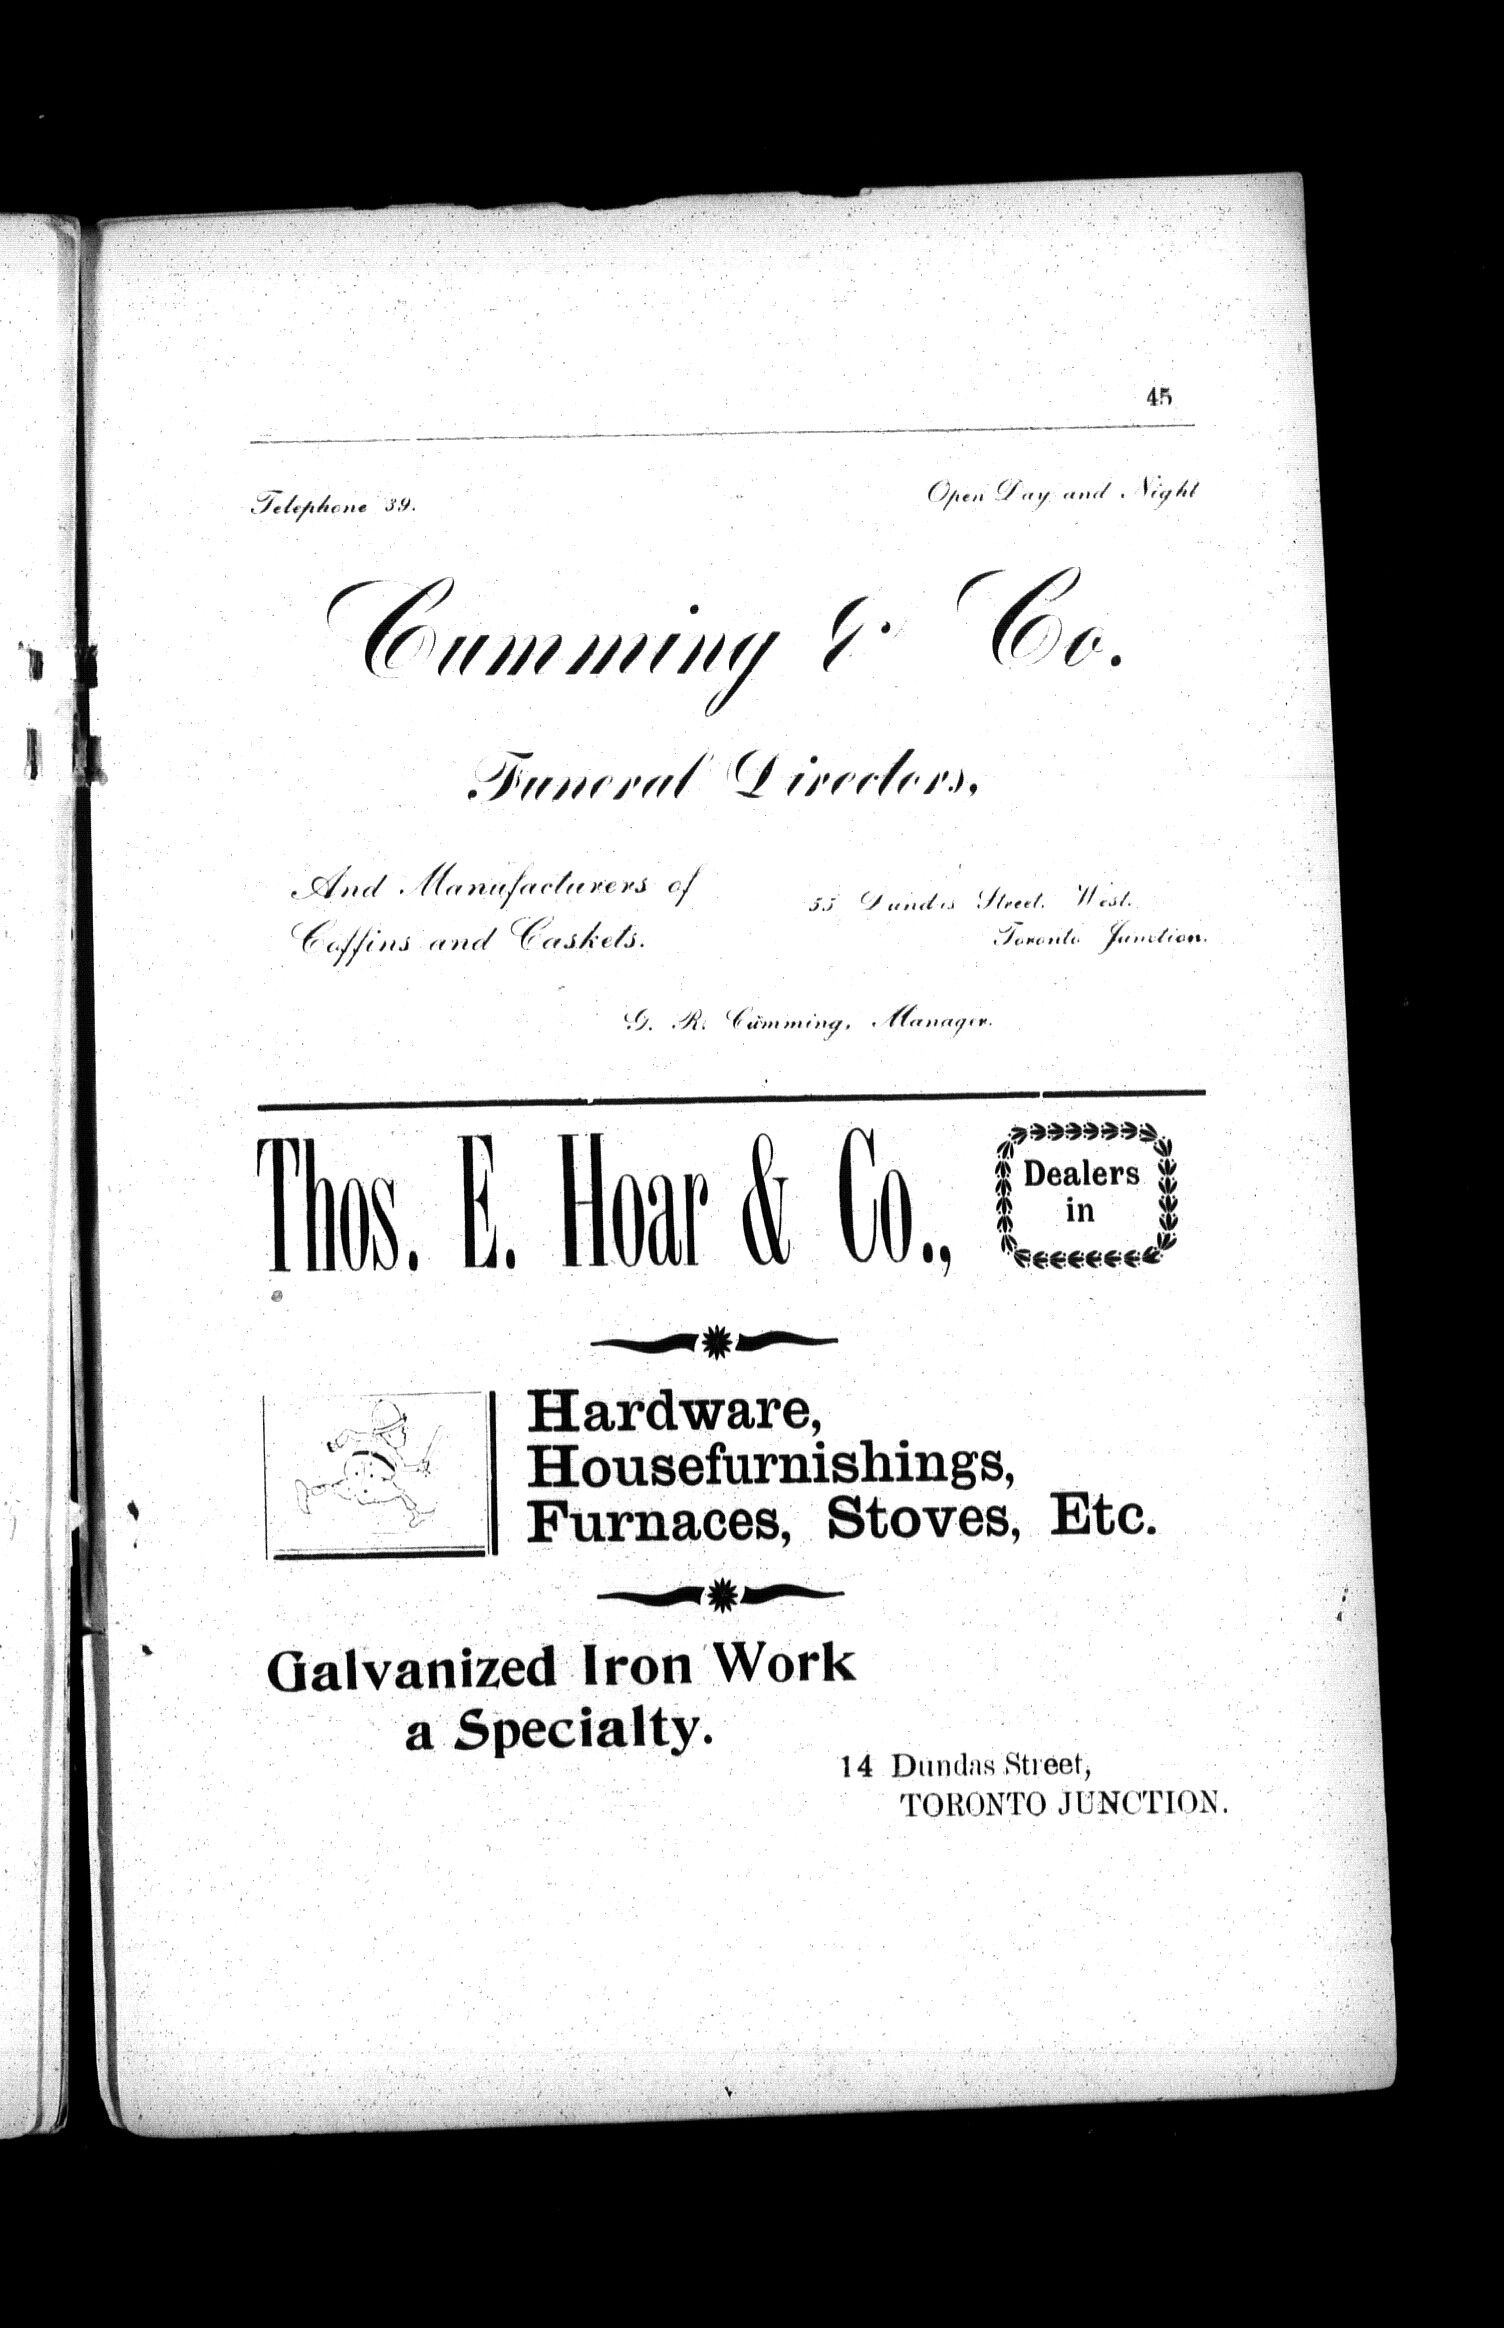 45
Telephone 39.
Open Day and Night
Cumming & Co.
Funeral Directors,
And Manufacturers of
Coffins and Caskets.
55 Dundas Street West.
Toronto Junction.
G. R. Cumming, Manager.
Thos. E. Hoar & Co.,
Dealers
in
Hardware,
Housefurnishings,
Furnaces, Stoves, Etc.
Galvanized Iron Work
a Specialty.
14 Dundas Street,
TORONTO JUNCTION.